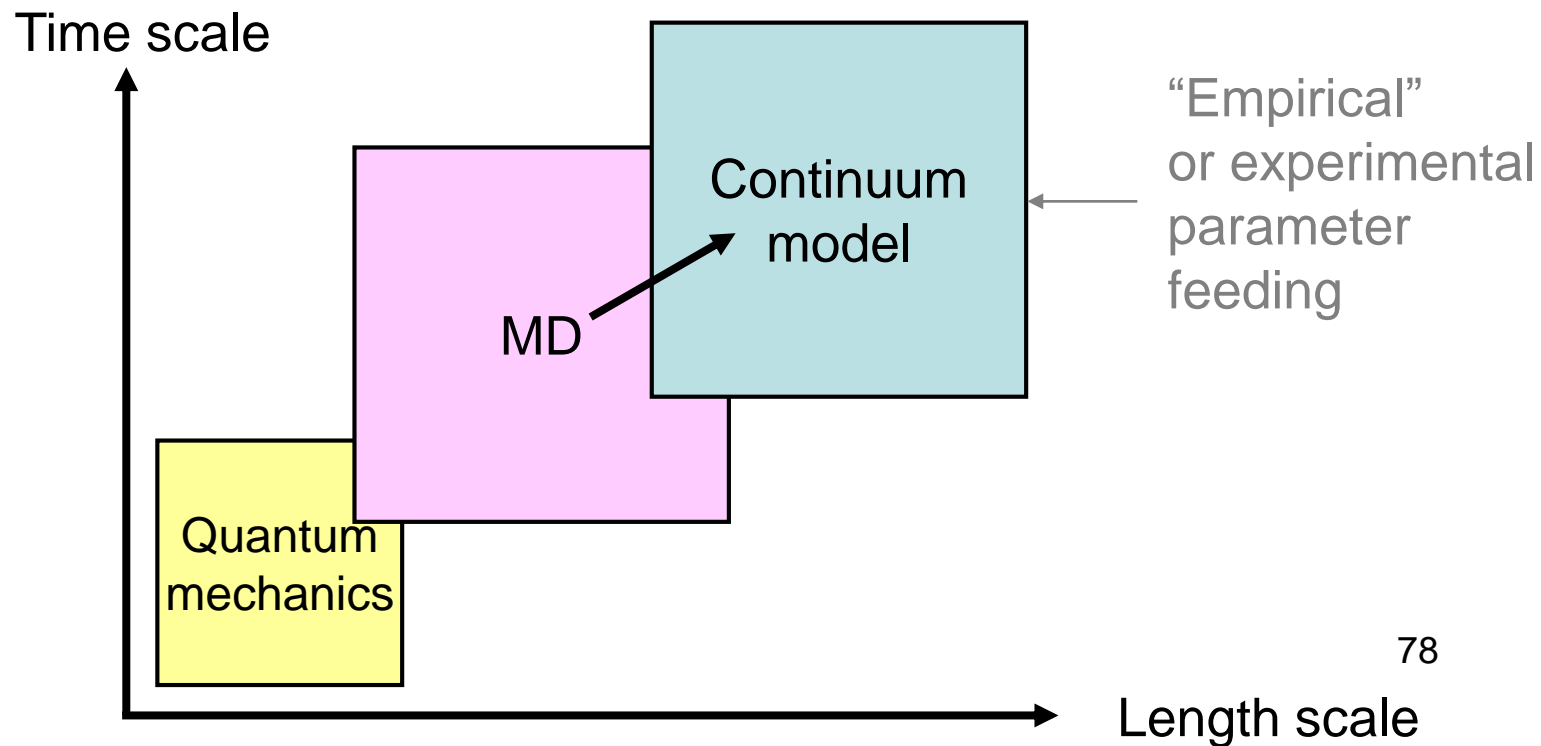 Time scale
“Empirical”
or experimental
parameter
feeding
Continuum
model
MD
Quantum
mechanics
78
Length scale